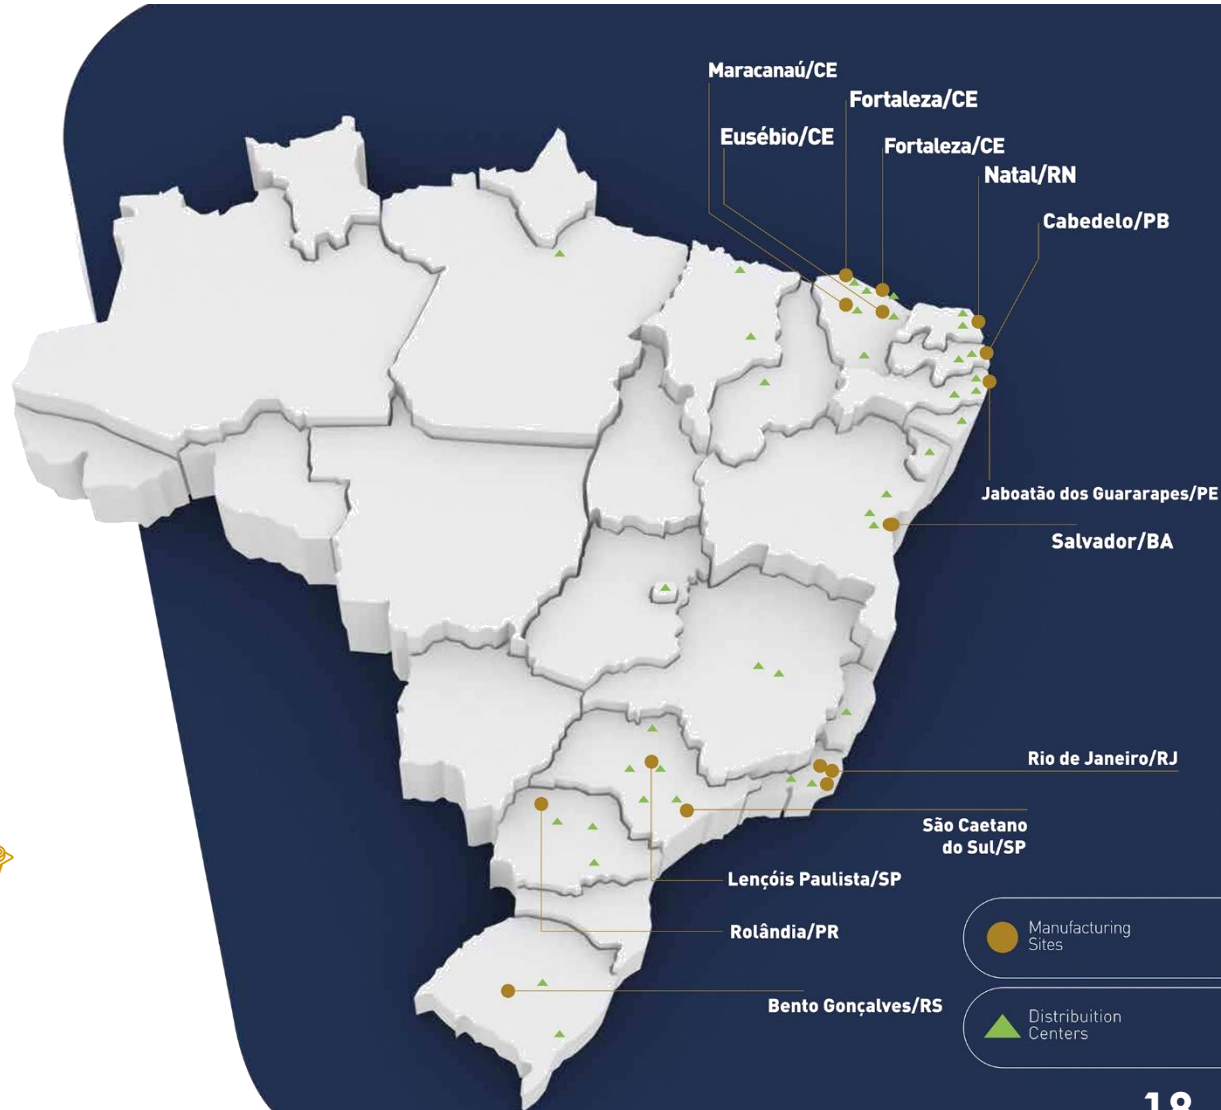 Maracanaú/CE
Fortaleza/CE
Eusébio/CE
Fortaleza/CE
Natal/RN
Cabedelo/PB
Jaboatão dos Guararapes/PE
Salvador/BA
Rio de Janeiro/RJ
São Caetano
do Sul/SP
Lençóis Paulista/SP
Rolândia/PR
Bento Gonçalves/RS
Manufacturing
Sites
Distribuition
Centers